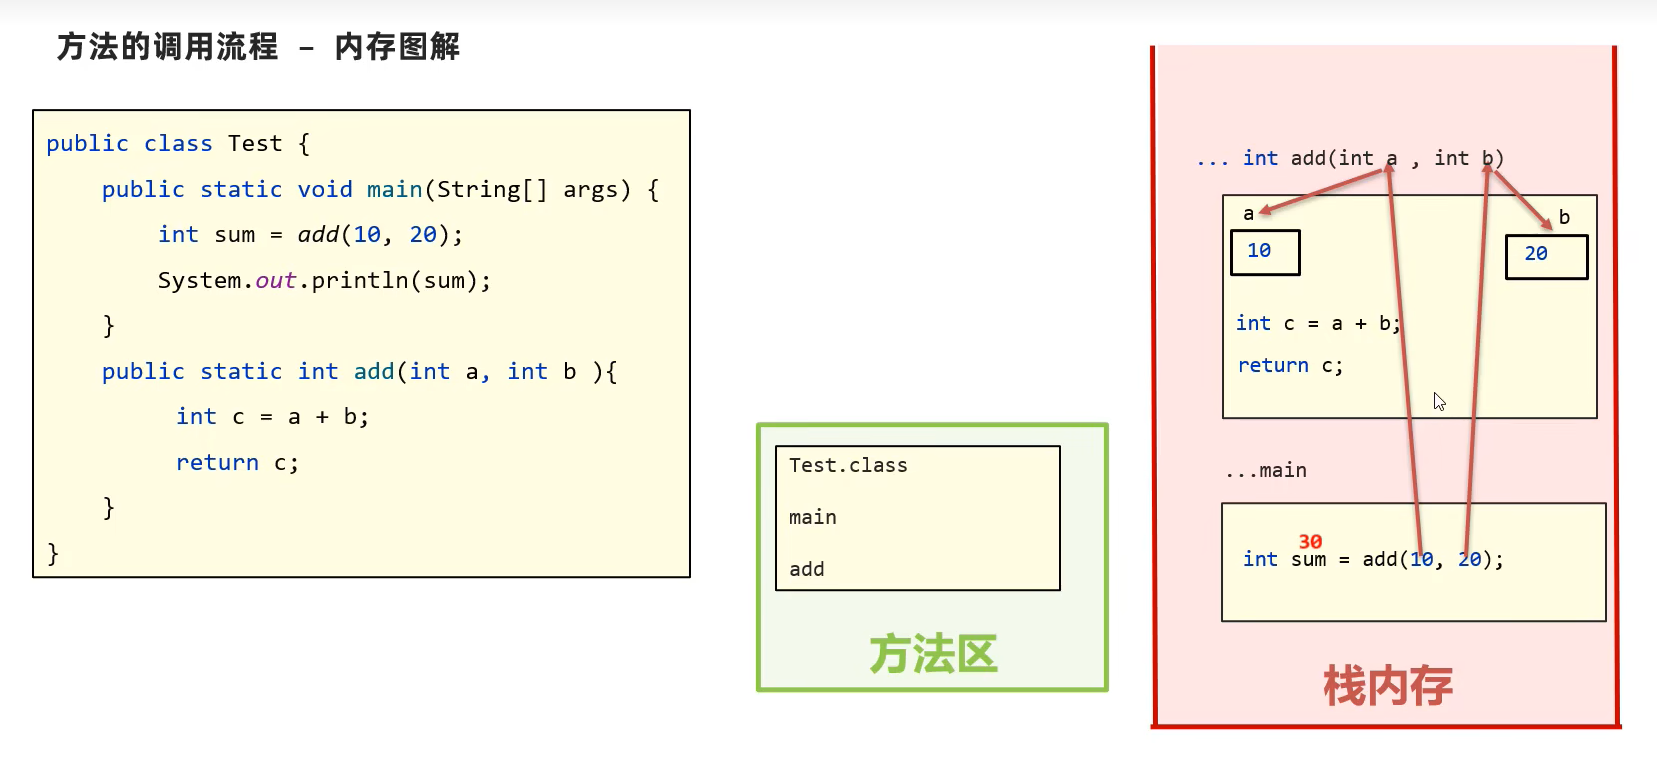 方法的调用流程 – 内存图解
public class Test {
public static void main(String[] args) {
int sum = add(10, 20);
System.out.println(sum);
}
public static int add(int a, int b ){
int c = a + b;
return c;
}
}
Test.class
main
add
方法区
... int add(int a , int b)
a
b
10
20
int c = a + b;
return c;
...main
30
int sum = add(10, 20);
栈内存